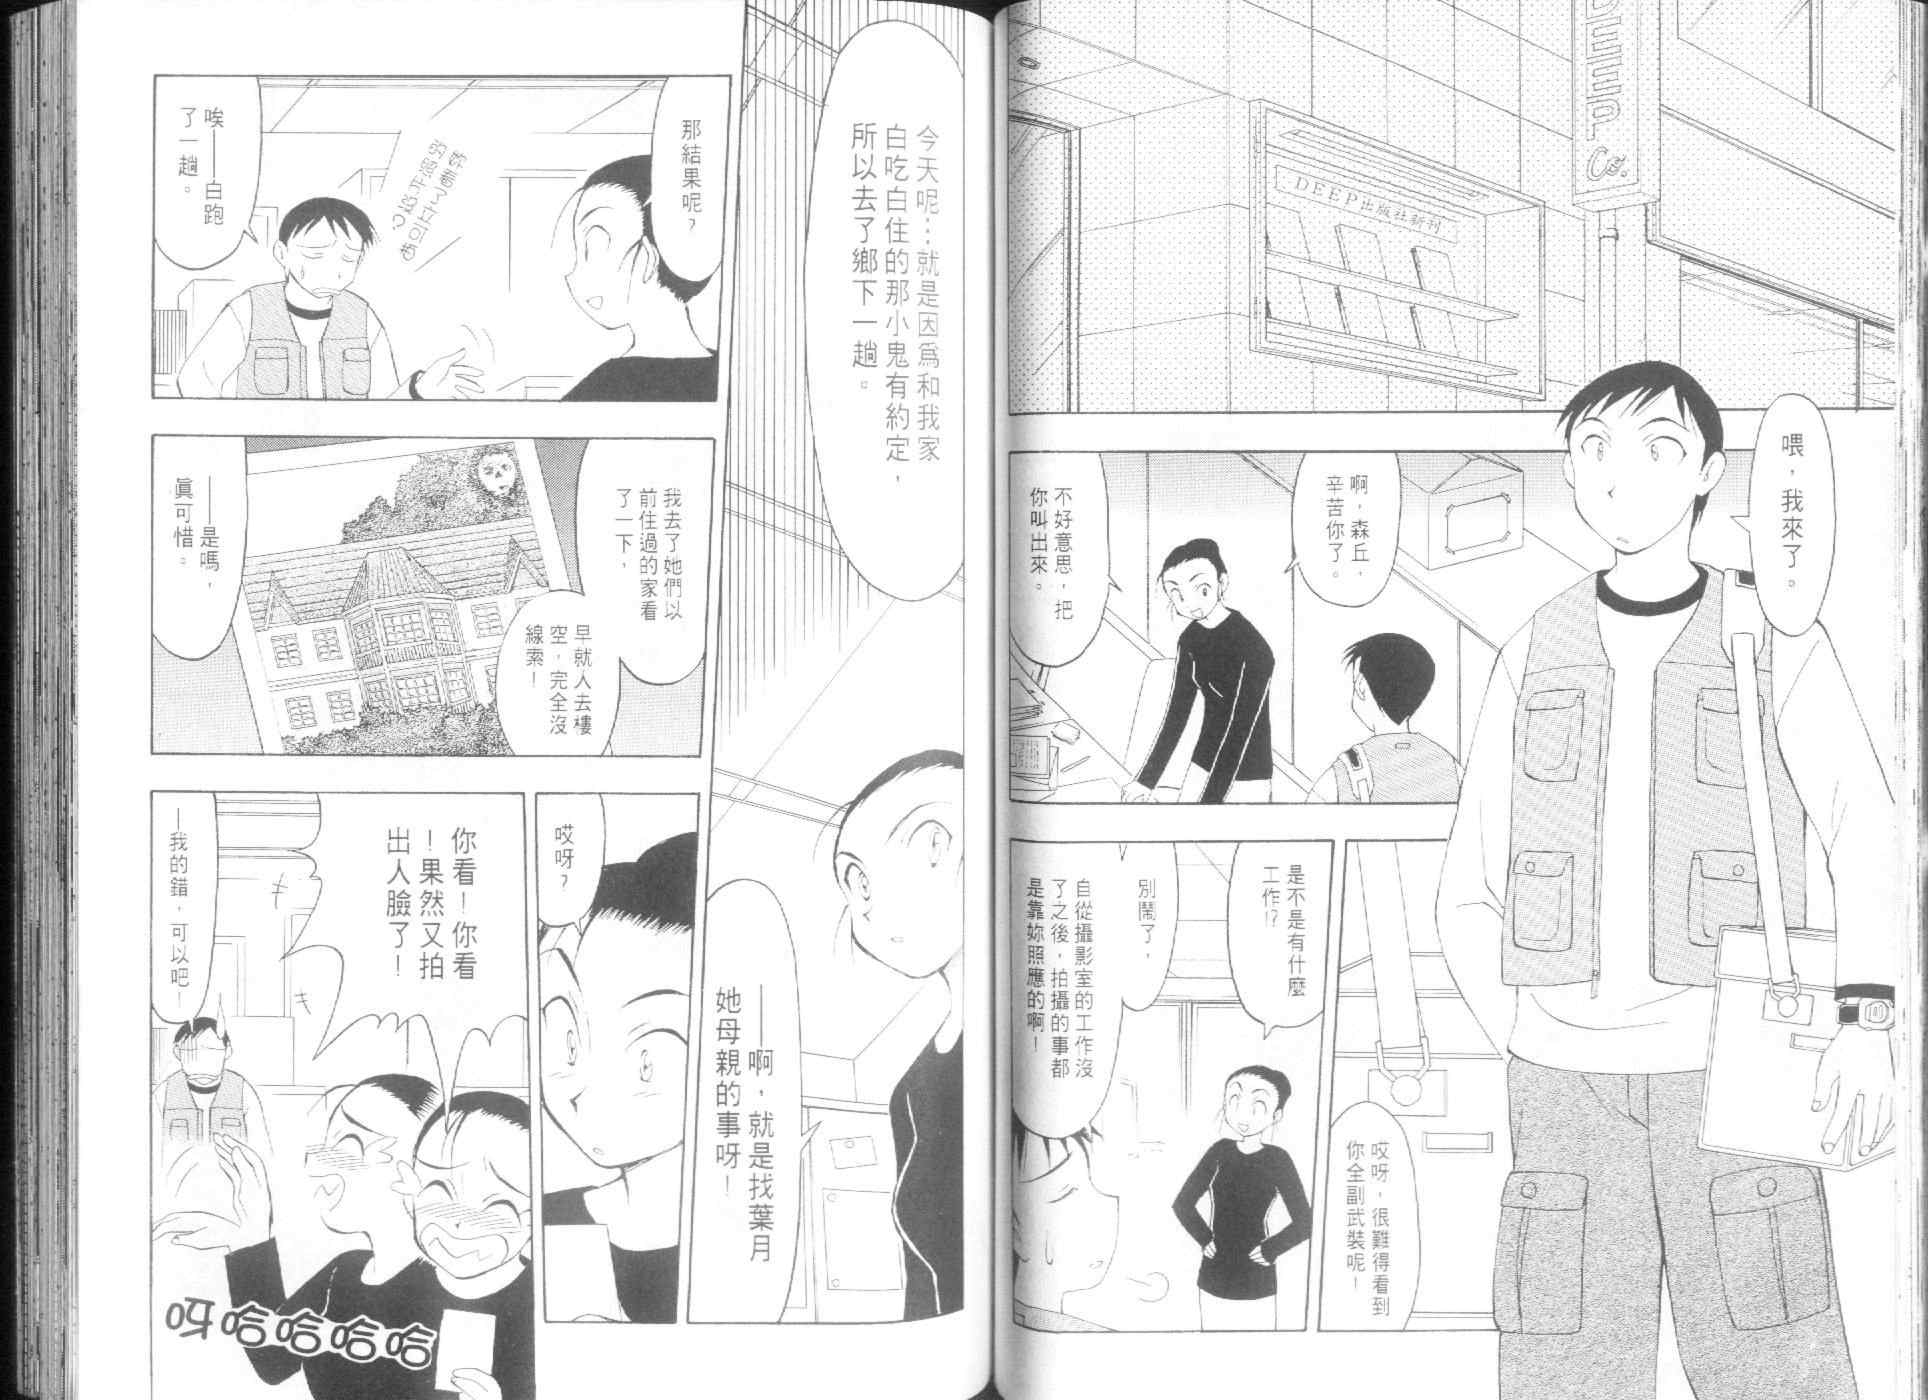 DEEP
Co.
DEEP出版社新刊
喂，我來了。
啊，森丘，
辛苦你了。
不好意思，把
你叫出來。
哎呀，很難得看到
你全副武裝呢－
是不是有什麼
工作！？
別鬧了，
自從攝影室的工作沒
了之後，拍攝的事都
是靠妳照應的啊！
今天呢…就是因為和我家
白吃白住的那小鬼有約定，
所以去了鄉下一趟。
——啊，就是找葉月
她母親的事呀！
那結果呢？
唉——白跑
了一趟。
我去了她們以
前住過的家看
了一下，
早就人去樓
空，完全沒
線索！
——是嗎，
真可惜。
哎呀？
你看！你看
！果然又拍
出人臉了！
—我的錯，可以吧—
呀哈哈哈哈